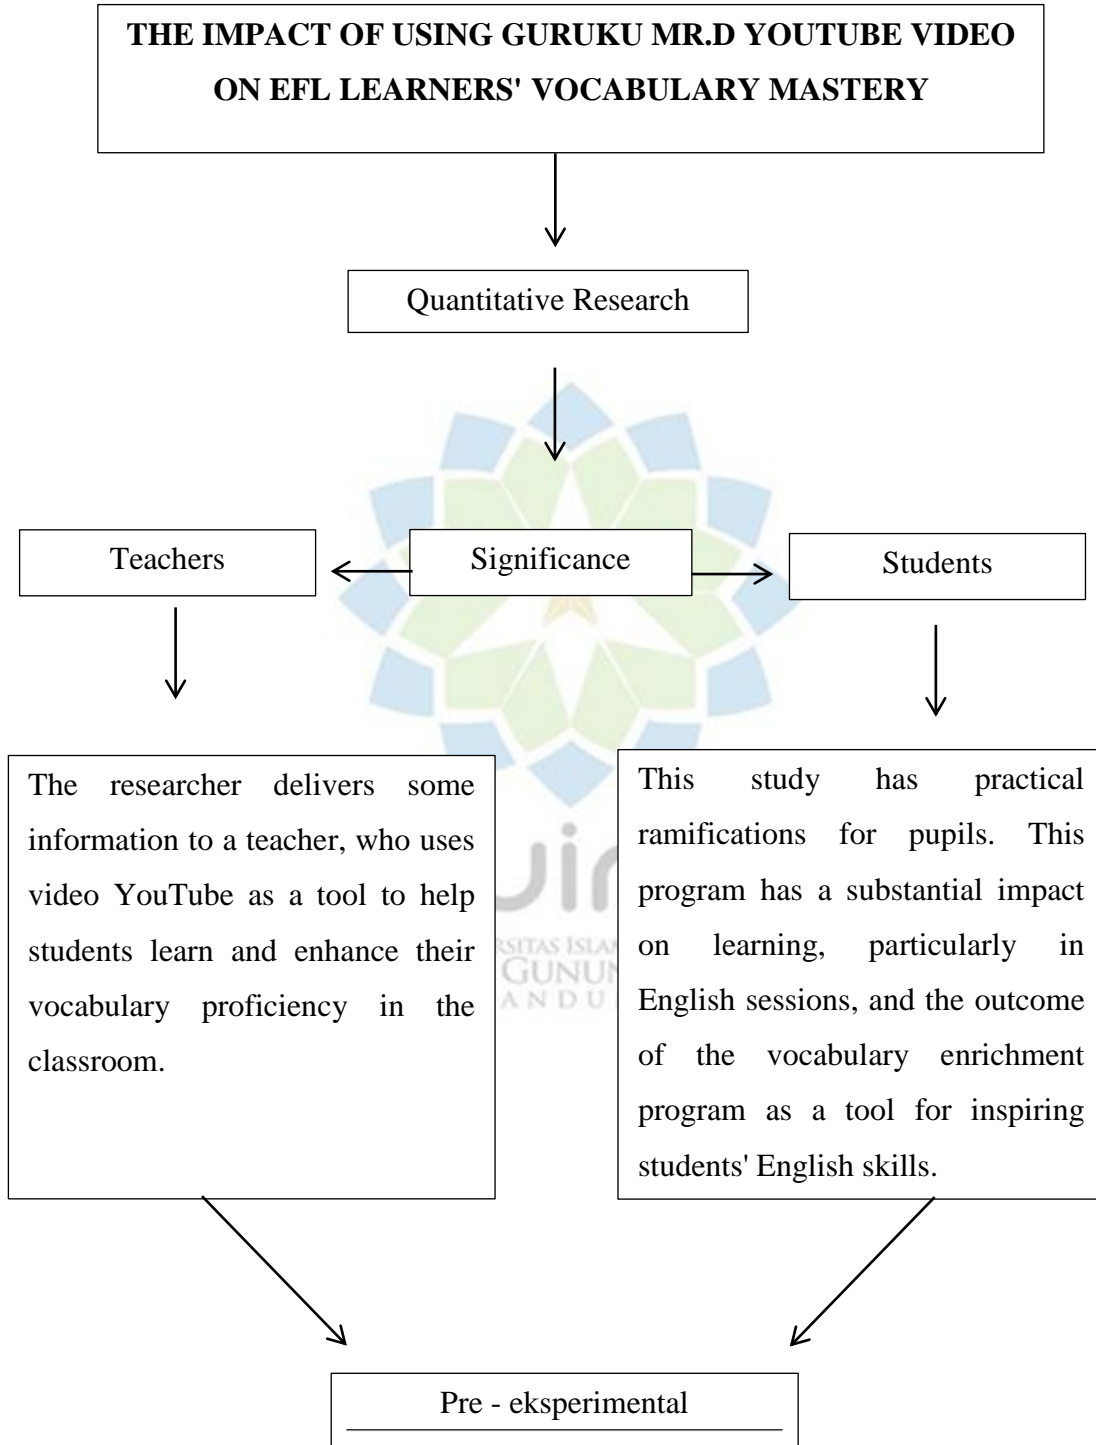 THE IMPACT OF USING GURUKU MR.D YOUTUBE VIDEO
ON EFL LEARNERS' VOCABULARY MASTERY
Quantitative Research
Teachers
Significance
Students
The researcher delivers some
information to a teacher, who uses
video YouTube as a tool to help
students learn and enhance their
vocabulary proficiency in the
classroom.
This study has practical
ramifications for pupils. This
program has a substantial impact
on learning, particularly in
English sessions, and the outcome
of the vocabulary enrichment
program as a tool for inspiring
students' English skills.
Pre - eksperimental